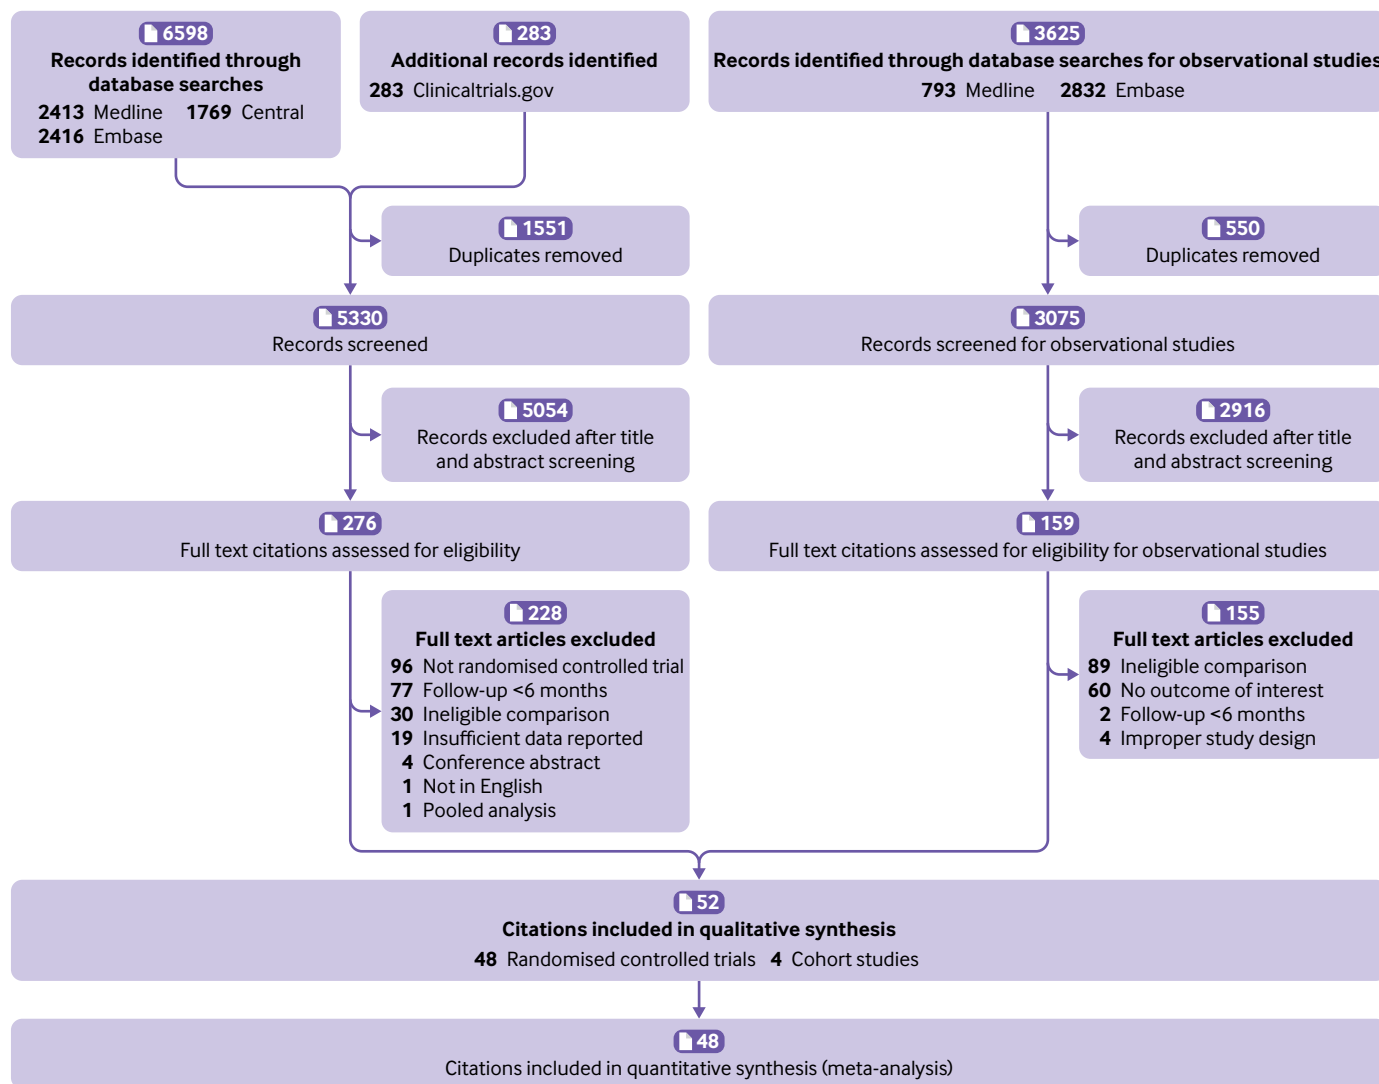 6598
Records identified through
database searches
2413 Medline 1769 Central
2416 Embase
283
Additional records identified
283 Clinicaltrials.gov
3625
Records identified through database searches for observational studies
793 Medline 2832 Embase
1551
Duplicates removed
550
Duplicates removed
5330
Records screened
3075
Records screened for observational studies
5054
Records excluded after title
and abstract screening
2916
Records excluded after title
and abstract screening
276
Full text citations assessed for eligibility
159
Full text citations assessed for eligibility for observational studies
228
Full text articles excluded
96 Not randomised controlled trial
77 Follow-up <6 months
30 Ineligible comparison
19 Insufficient data reported
4 Conference abstract
1 Not in English
1 Pooled analysis
155
Full text articles excluded
89 Ineligible comparison
60 No outcome of interest
2 Follow-up <6 months
4 Improper study design
52
Citations included in qualitative synthesis
48 Randomised controlled trials 4 Cohort studies
48
Citations included in quantitative synthesis (meta-analysis)